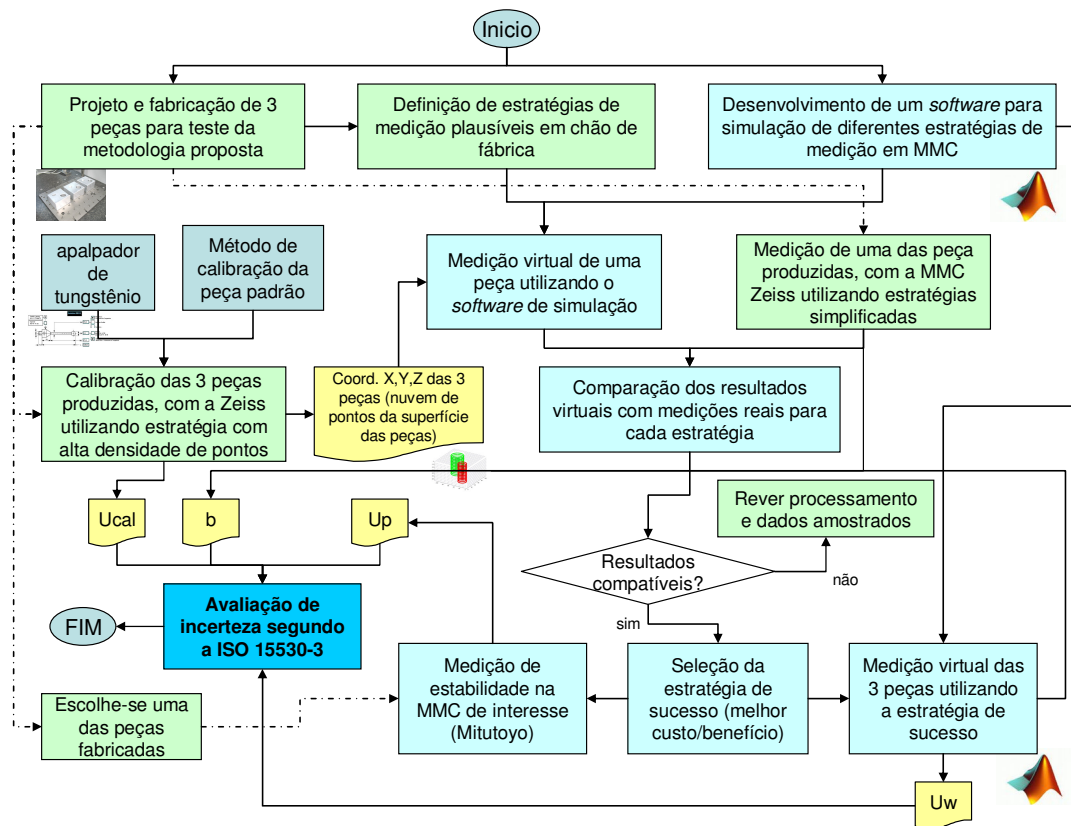 Inicio
Projeto e fabricação de 3
peças para teste da
metodologia proposta
Definição de estratégias de
medição plausíveis em chão de
fábrica
Desenvolvimento de um software para
simulação de diferentes estratégias de
medição em MMC
apalpador
de
tungstênio
Método de
calibração da
peça padrão
Medição virtual de uma
peça utilizando o
software de simulação
Medição de uma das peça
produzidas, com a MMC
Zeiss utilizando estratégias
simplificadas
Calibração das 3 peças
produzidas, com a Zeiss
utilizando estratégia com
alta densidade de pontos
Coord. X,Y,Z das 3
peças (nuvem de
pontos da superfície
das peças)
Comparação dos resultados
virtuais com medições reais para
cada estratégia
Ucal
b
Up
Rever processamento
e dados amostrados
Resultados
compatíveis?
não
sim
Avaliação de
incerteza segundo
a ISO 15530-3
FIM
Medição de
estabilidade na
MMC de interesse
(Mitutoyo)
Seleção da
estratégia de
sucesso (melhor
custo/benefício)
Medição virtual das
3 peças utilizando
a estratégia de
sucesso
Escolhe-se uma
das peças
fabricadas
Uw